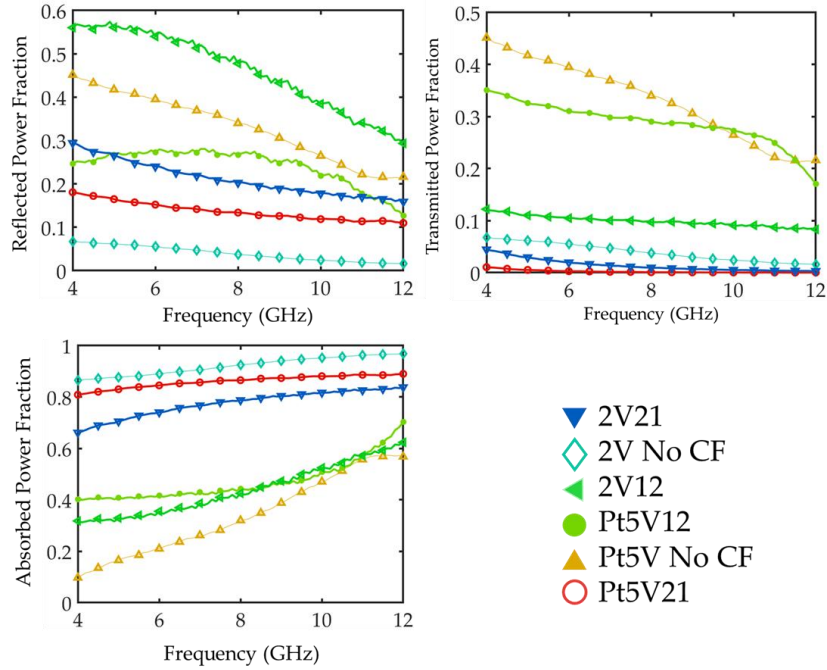 Reflected Power Fraction
0.6
0.5
0.4
0.3
0.2
0.1
0
4 6 8 10 12
Frequency (GHz)
Transmitted Power Fraction
0.5
0.4
0.3
0.2
0.1
0
4 6 8 10 12
Frequency (GHz)
Absorbed Power Fraction
1
0.8
0.6
0.4
0.2
0
4 6 8 10 12
Frequency (GHz)
2V21
2V No CF
2V12
Pt5V12
Pt5V No CF
Pt5V21